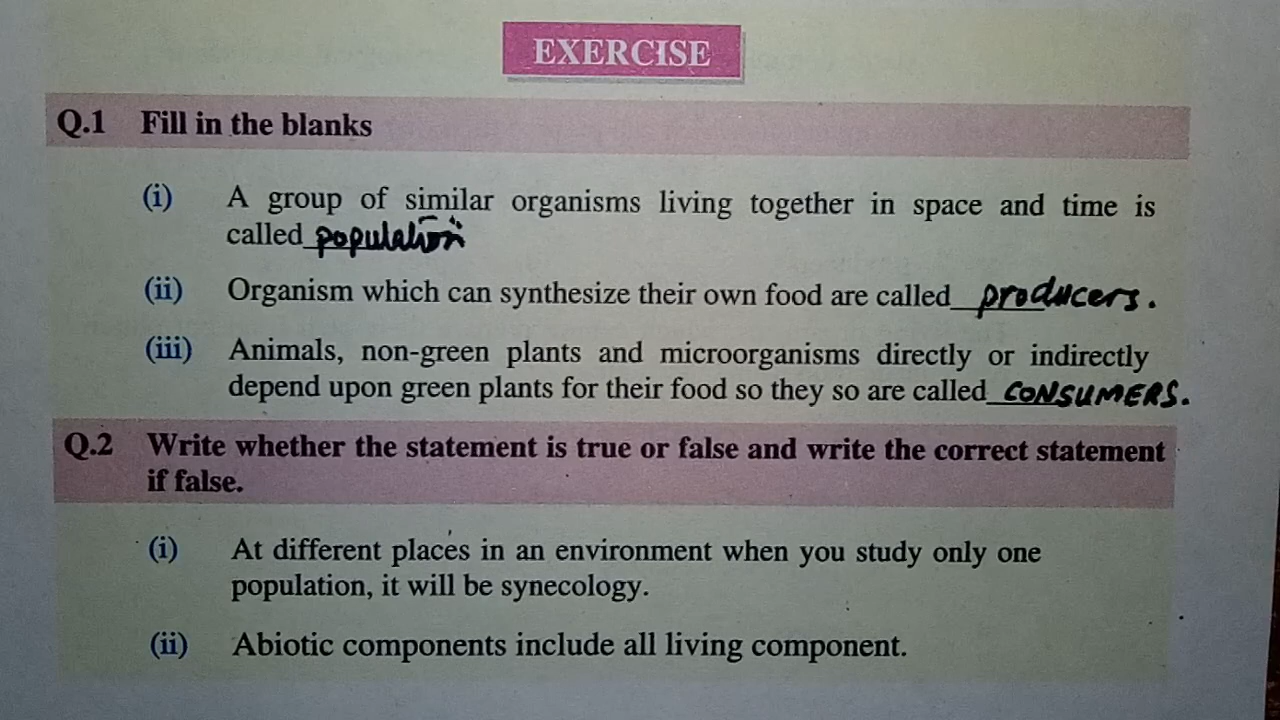 EXERCISE
Q.1 Fill in the blanks
(i) A group of similar organisms living together in space and time is
called population
(ii) Organism which can synthesize their own food are called producers.
(iii) Animals, non-green plants and microorganisms directly or indirectly
depend upon green plants for their food so they so are called CONSUMERS.
Q.2 Write whether the statement is true or false and write the correct statement
if false.
(i) At different places in an environment when you study only one
population, it will be synecology.
(ii) Abiotic components include all living component.